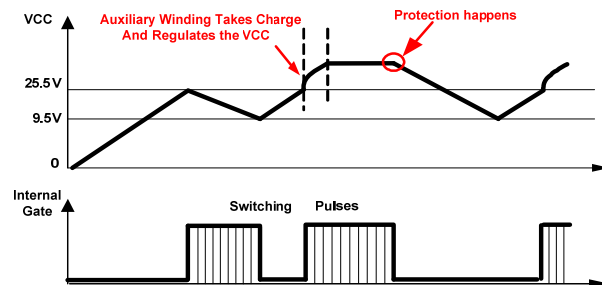 VCC
Auxiliary Winding Takes Charge
And Regulates the VCC
Protection happens
25.5V
9.5V
0
Internal
Gate
Switching Pulses